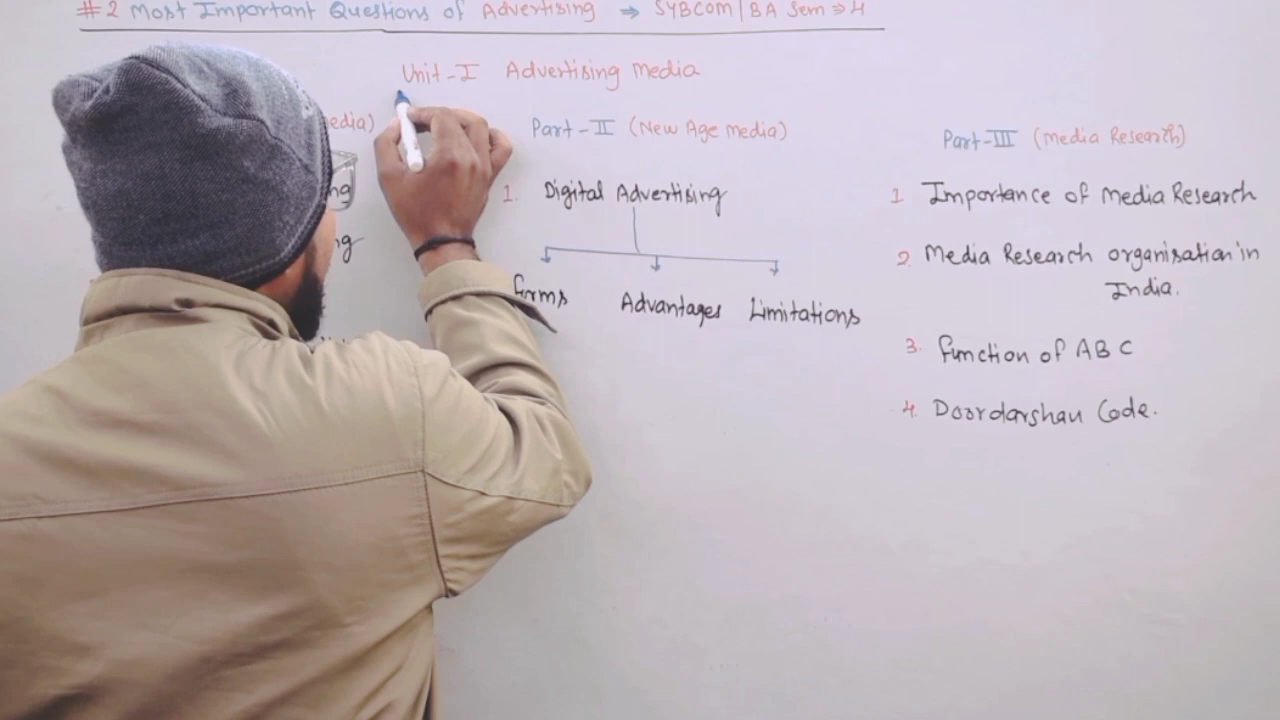 #2 Most Important Questions of Advertising ⇒ SYBCOM/BA Sem ⇒ 4
Unit-I Advertising Media
Part-II (New Age Media)
1. Digital Advertising
forms Advantages Limitations
Part-III (Media Research)
1 Importance of Media Research
2. Media Research organisation in
India.
3. function of ABC
4. Doordarshan Code.